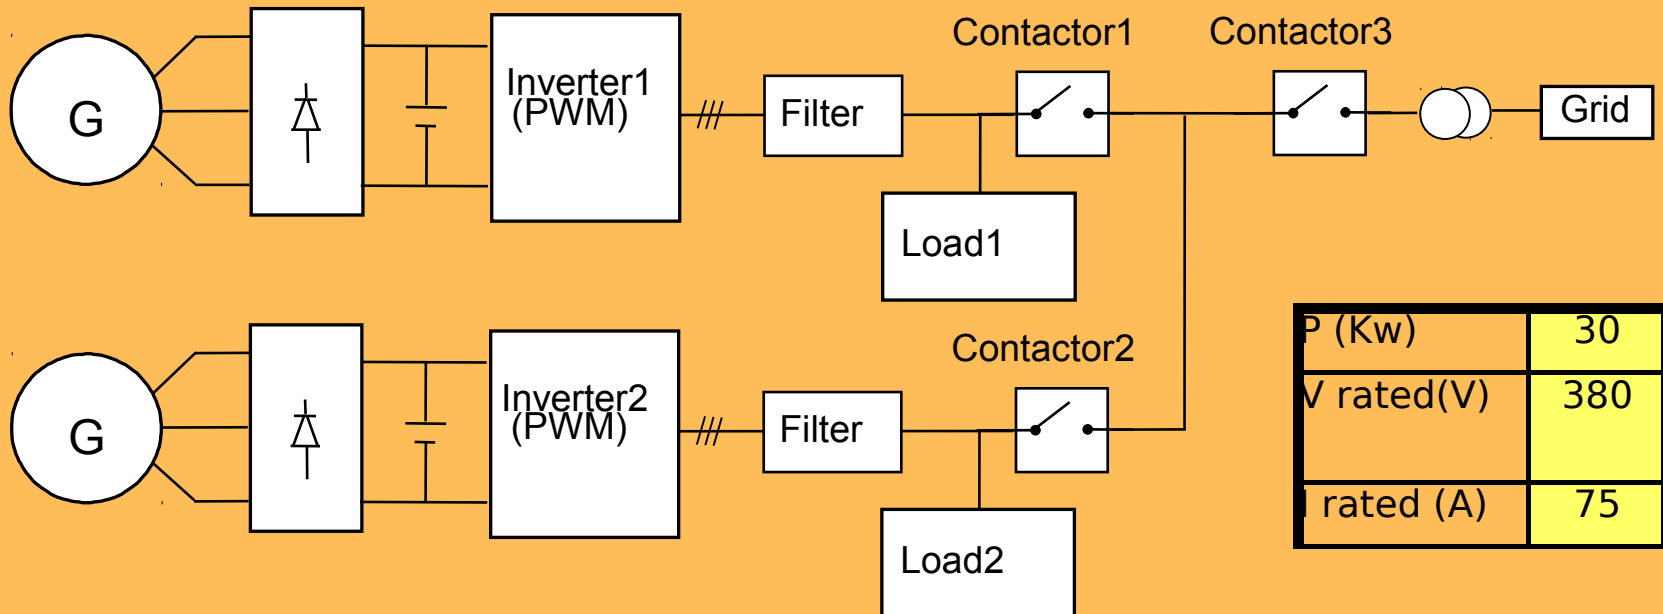 Contactor1
Contactor3
G
Inverter1
(PWM)
Filter
Grid
Load1
Contactor2
G
Inverter2
(PWM)
Filter
Load2
P (Kw) 30
V rated(V) 380
I rated (A) 75